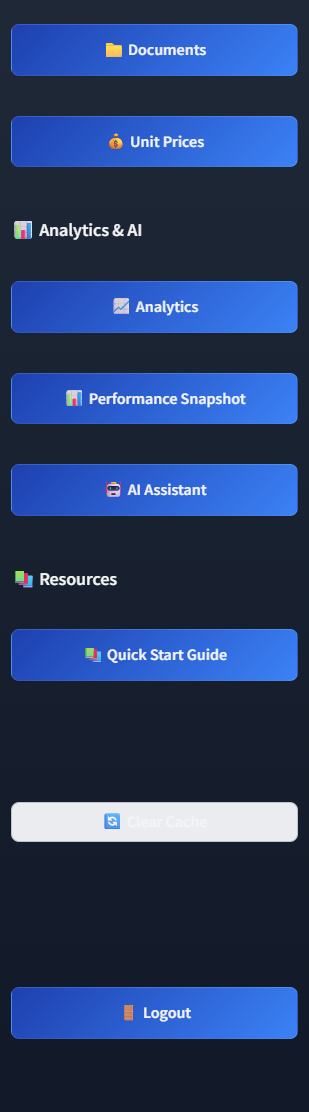 Documents
Unit Prices
Analytics & AI
Analytics
Performance Snapshot
AI Assistant
Resources
Quick Start Guide
Clear Cache
Logout